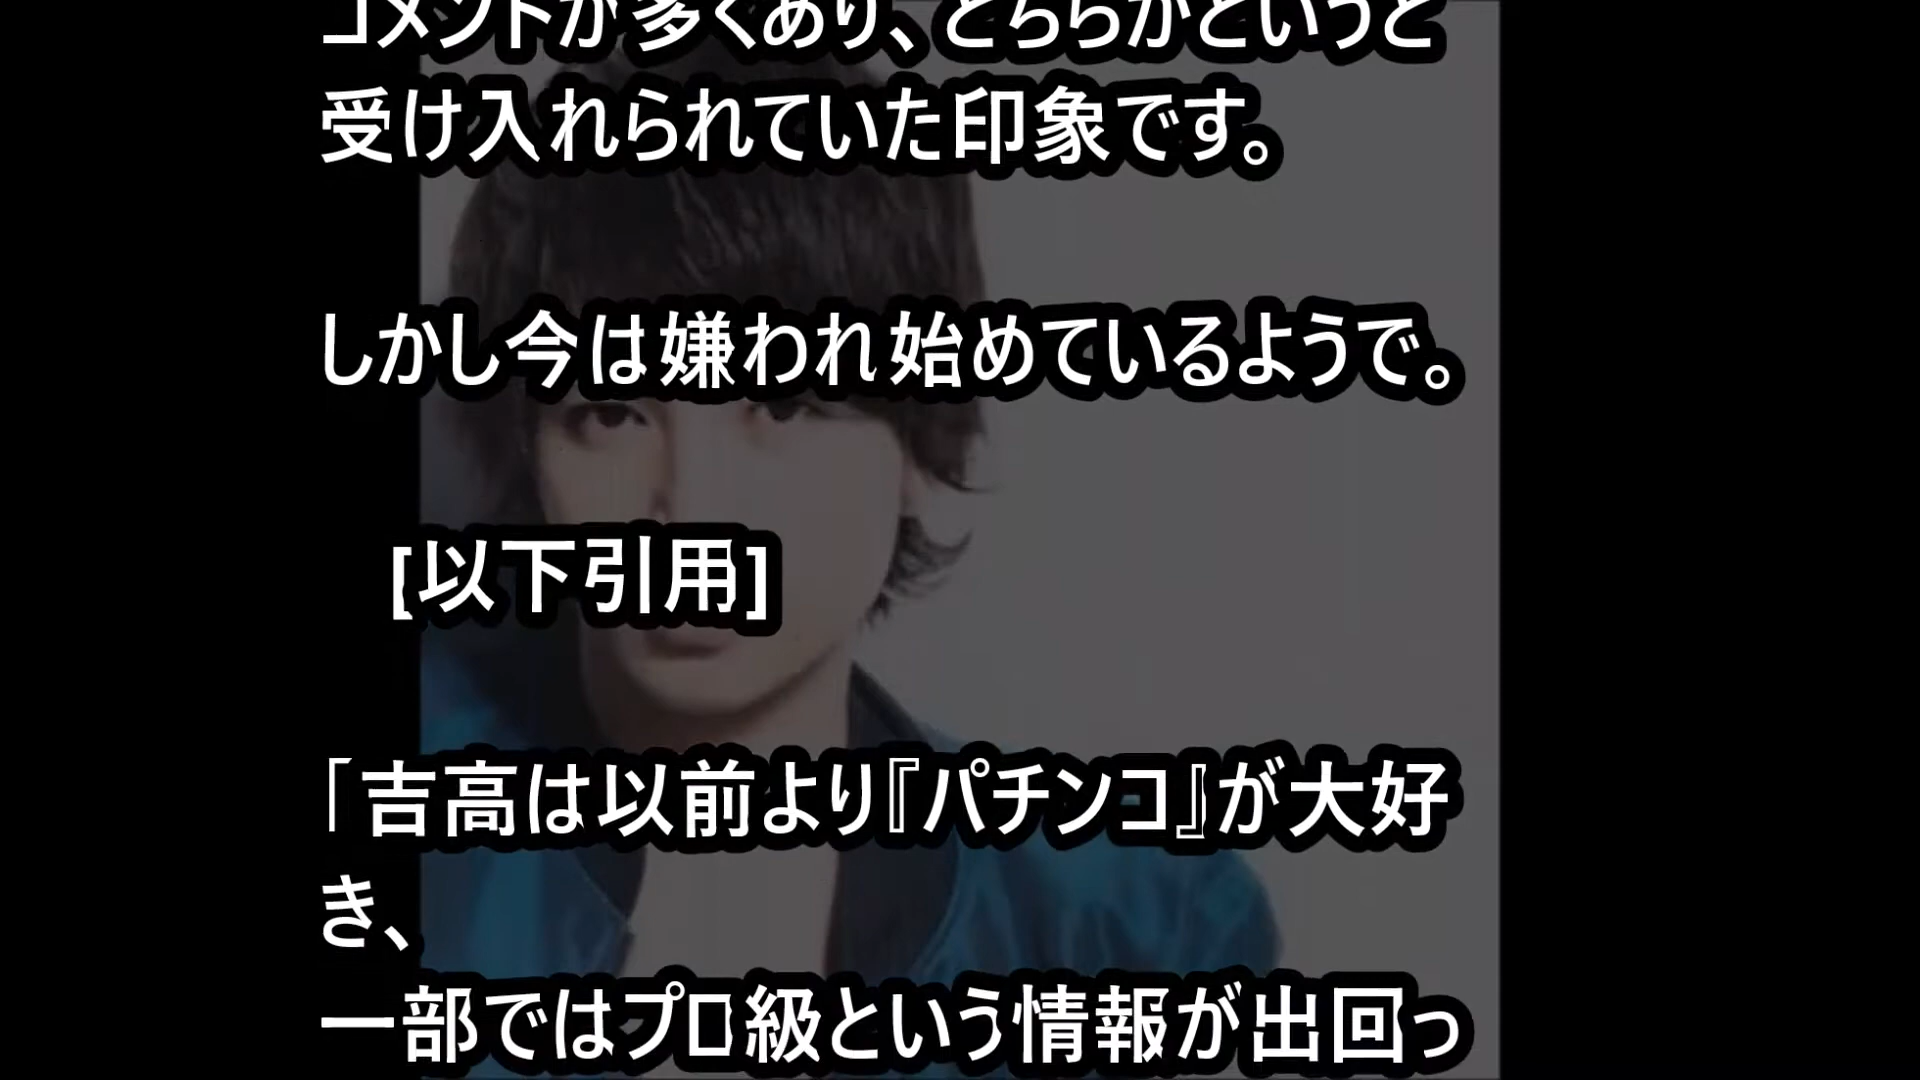 コメントが多くあり、どちらかというと
受け入れられていた印象です。
しかし今は嫌われ始めているようで。
[以下引用]
「吉高は以前より『パチンコ』が大好
き、
一部ではプロ級という情報が出回っ